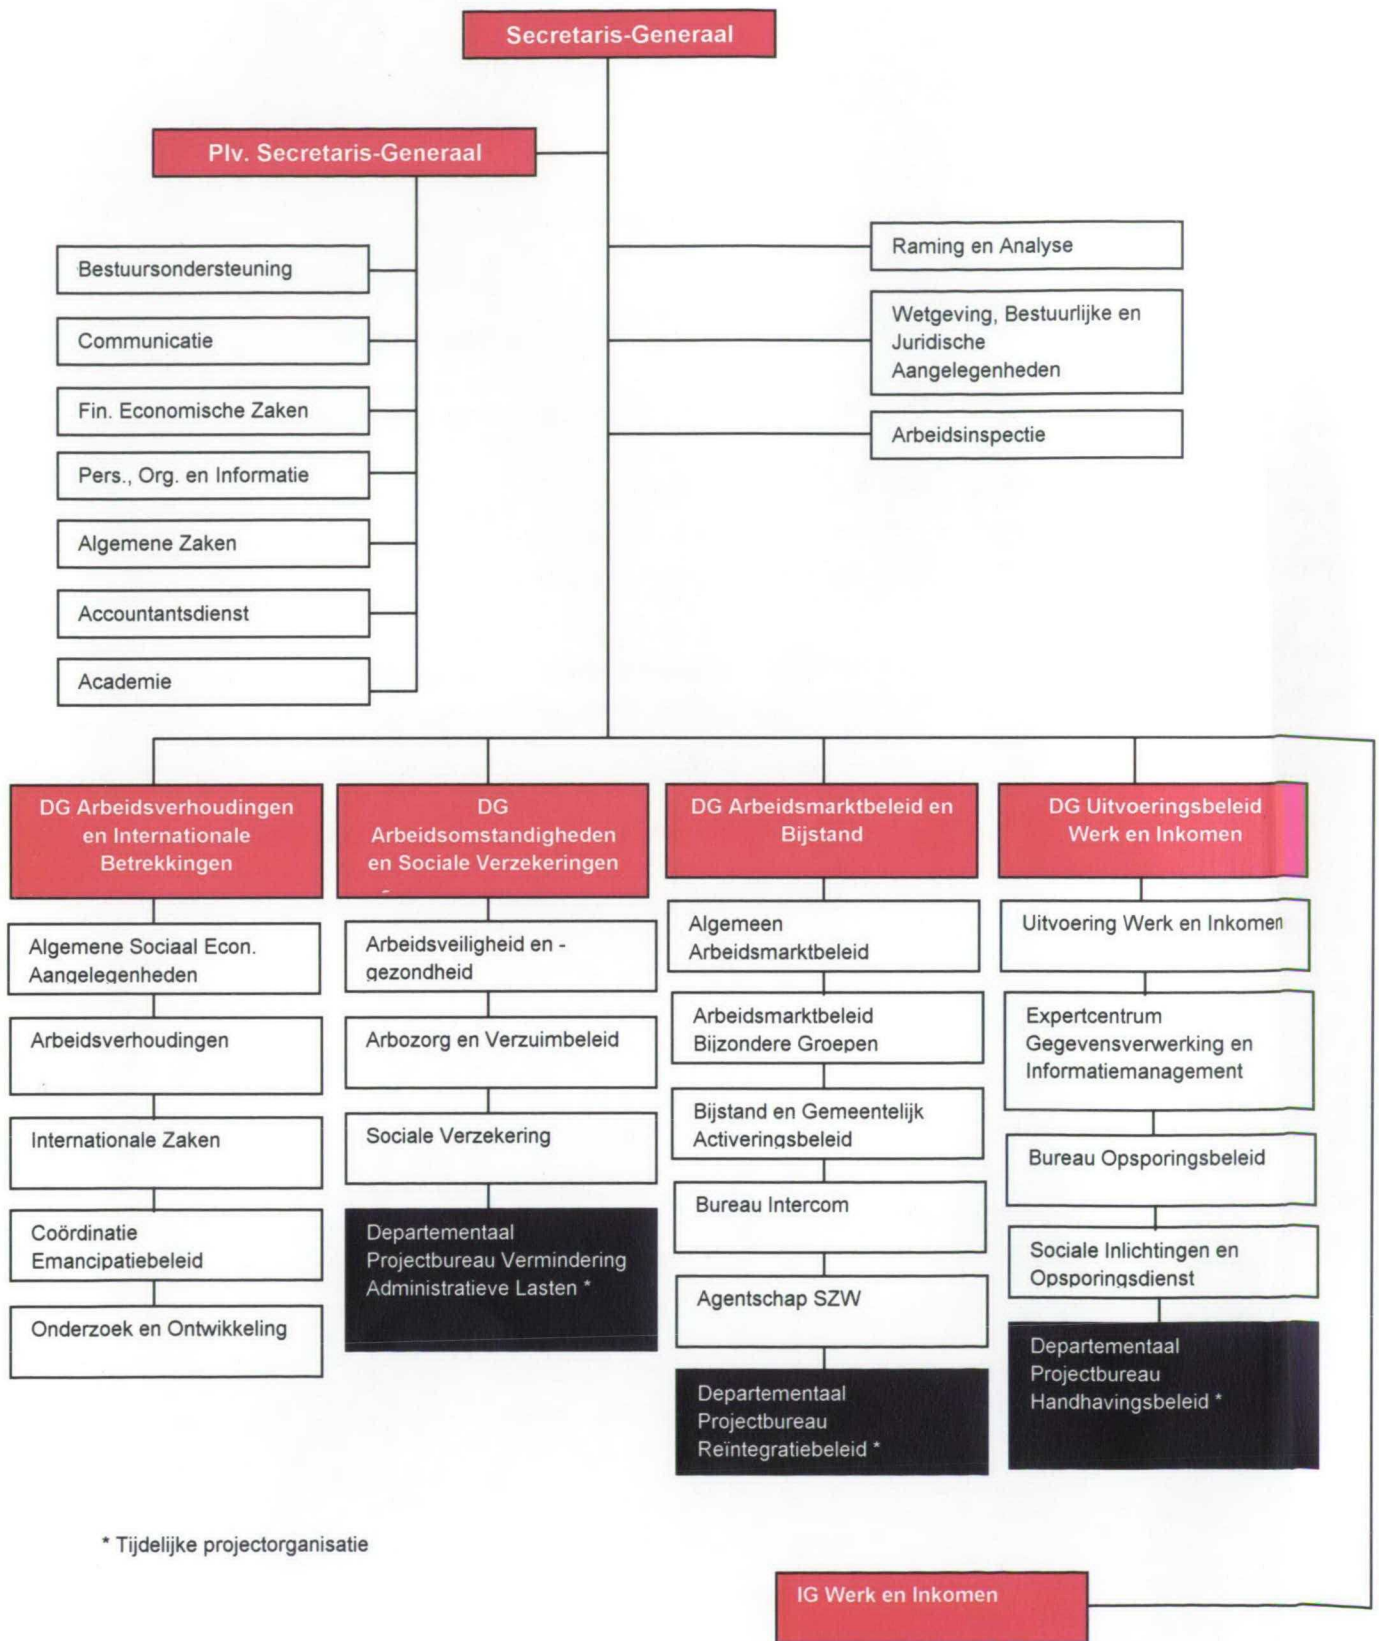 Secretaris-Generaal
Plv. Secretaris-Generaal
Bestuursondersteuning
Communicatie
Fin. Economische Zaken
Pers., Org. en Informatie
Algemene Zaken
Accountantsdienst
Academie
Raming en Analyse
Wetgeving, Bestuurlijke en
Juridische
Aangelegenheden
Arbeidsinspectie
DG Arbeidsverhoudingen
en Internationale
Betrekkingen
Algemene Sociaal Econ.
Aangelegenheden
Arbeidsverhoudingen
Internationale Zaken
Coördinatie
Emancipatiebeleid
Onderzoek en Ontwikkeling
DG
Arbeidsomstandigheden
en Sociale Verzekeringen
Arbeidsveiligheid en -
gezondheid
Arbozorg en Verzuimbeleid
Sociale Verzekering
Departementaal
Projectbureau Vermindering
Administratieve Lasten *
DG Arbeidsmarktbeleid en
Bijstand
Algemeen
Arbeidsmarktbeleid
Arbeidsmarktbeleid
Bijzondere Groepen
Bijstand en Gemeentelijk
Activeringsbeleid
Bureau Intercom
Agentschap SZW
Departementaal
Projectbureau
Reïntegratiebeleid *
DG Uitvoeringsbeleid
Werk en Inkomen
Uitvoering Werk en Inkomen
Expertcentrum
Gegevensverwerking en
Informatiemanagement
Bureau Opsporingsbeleid
Sociale Inlichtingen en
Opsporingsdienst
Departementaal
Projectbureau
Handhavingsbeleid *
* Tijdelijke projectorganisatie
IG Werk en Inkomen